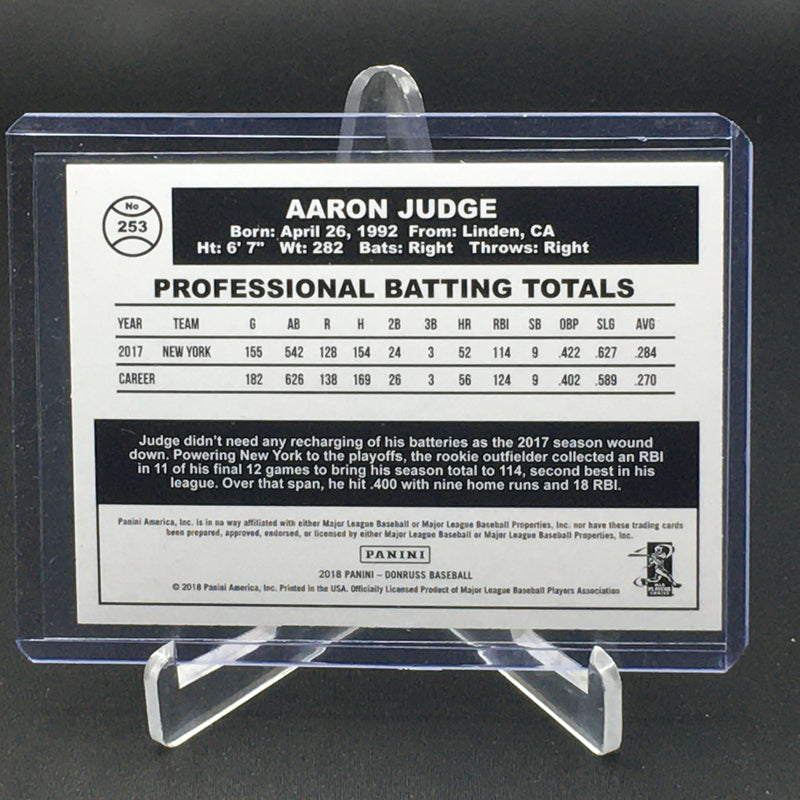 No
253
AARON JUDGE
Born: April 26, 1992 From: Linden, CA
Ht: 6' 7" Wt: 282 Bats: Right Throws: Right
PROFESSIONAL BATTING TOTALS
YEAR TEAM G AB R H 2B 3B HR RBI SB OBP SLG AVG
2017 NEW YORK 155 542 128 154 24 3 52 114 9 .422 .627 .284
CAREER 182 626 138 169 26 3 56 124 9 .402 .589 .270
Judge didn't need any recharging of his batteries as the 2017 season wound
down. Powering New York to the playoffs, the rookie outfielder collected an RBI
in 11 of his final 12 games to bring his season total to 114, second best in his
league. Over that span, he hit .400 with nine home runs and 18 RBI.
Panini America, Inc. is in no way affiliated with either Major League Baseball or Major League Baseball Properties, Inc. nor have these trading cards
been prepared, approved, endorsed, or licensed by either Major League Baseball or Major League Baseball Properties, Inc.
PANINI
2018 PANINI – DONRUSS BASEBALL
© 2018 Panini America, Inc. Printed in the USA. Officially Licensed Product of Major League Baseball Players Association
MLB
PLAYERS
CHOICE